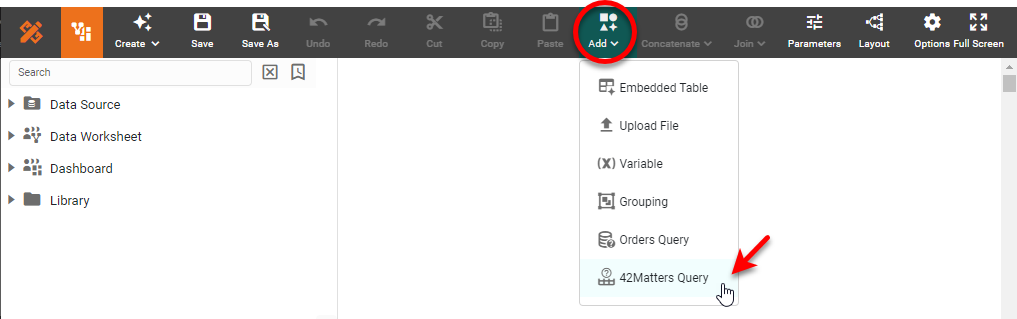 Create Save Save As Undo Redo Cut Copy Paste Add Concatenate Join Parameters Layout Options Full Screen
Search
Data Source
Data Worksheet
Dashboard
Library
Embedded Table
Upload File
(x) Variable
Grouping
Orders Query
42Matters Query